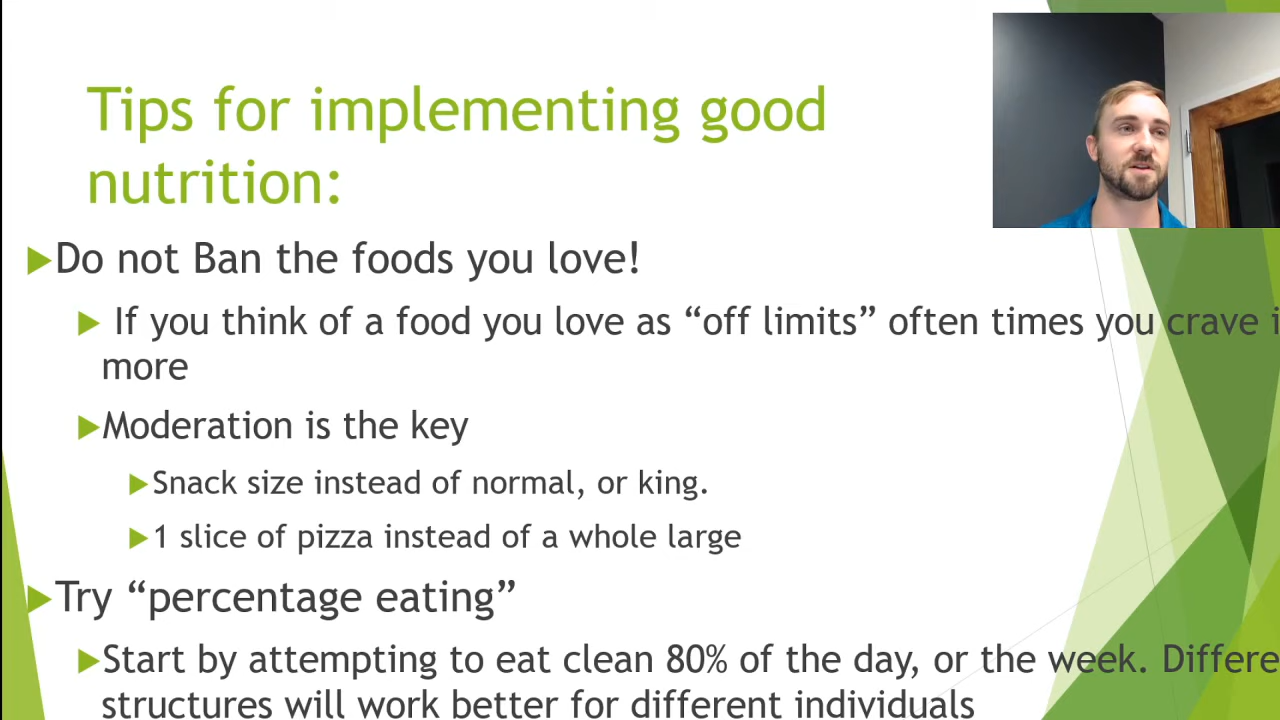 Tips for implementing good
nutrition:
Do not Ban the foods you love!
If you think of a food you love as “off limits” often times you crave i
more
Moderation is the key
Snack size instead of normal, or king.
1 slice of pizza instead of a whole large
Try “percentage eating”
Start by attempting to eat clean 80% of the day, or the week. Differe
structures will work better for different individuals